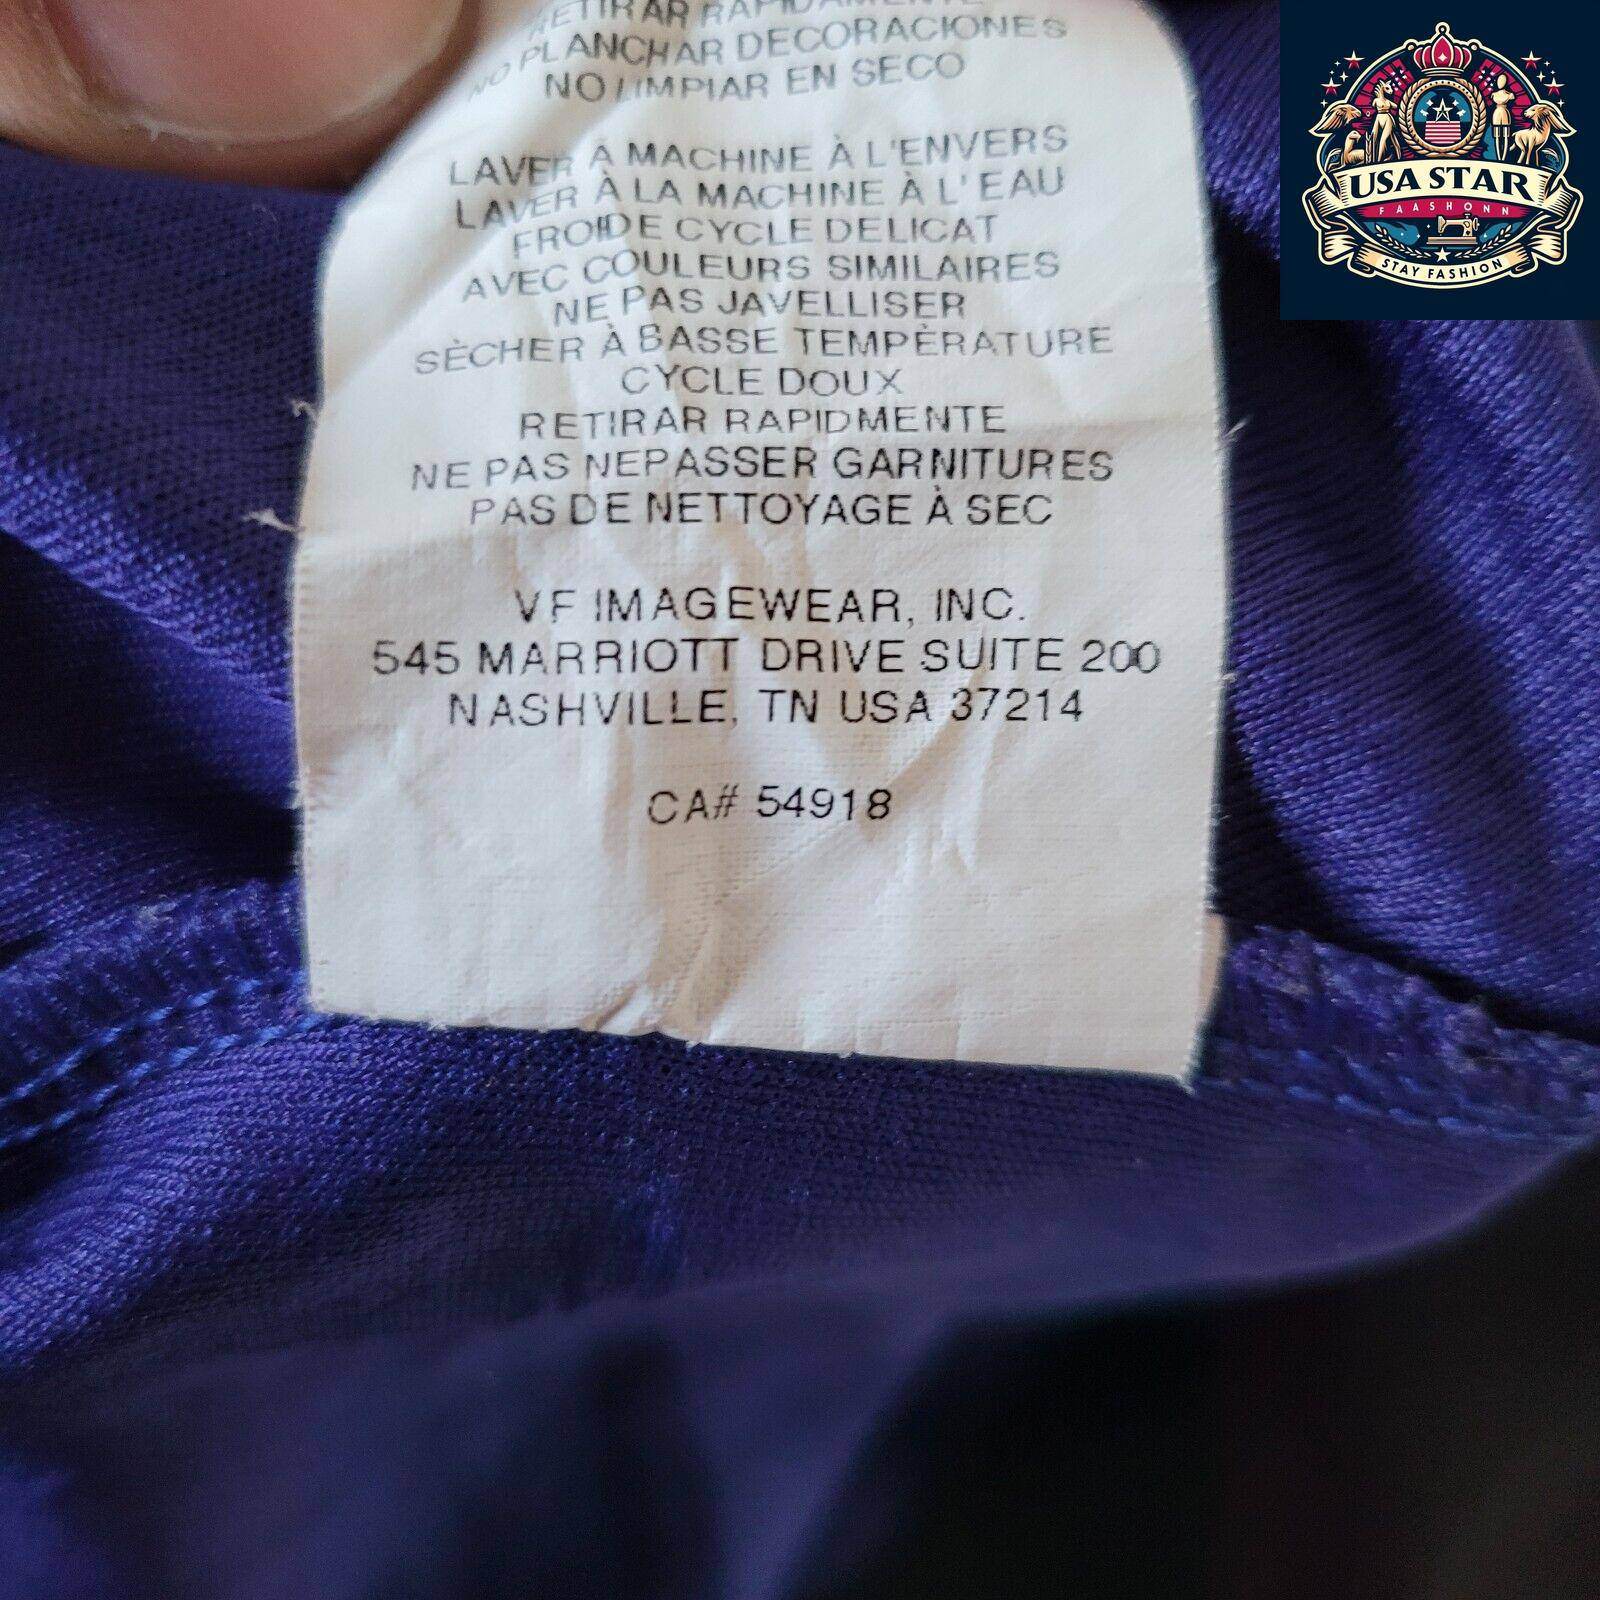 RETIRAR RAPIDAMENTE
NO PLANCHAR DECORACIONES
NO LIMPIAR EN SECO
LAVER À MACHINE À L'ENVERS
LAVER À LA MACHINE À L'EAU
FROIDE CYCLE DELICAT
AVEC COULEURS SIMILAIRES
NE PAS JAVELLISER
SÈCHER À BASSE TEMPÈRATURE
CYCLE DOUX
RETIRAR RAPIDMENTE
NE PAS NEPASSER GARNITURES
PAS DE NETTOYAGE À SEC
VF IMAGEWEAR, INC.
545 MARRIOTT DRIVE SUITE 200
NASHVILLE, TN USA 37214
CA# 54918
USA STAR
FAASHONN
STAY FASHION